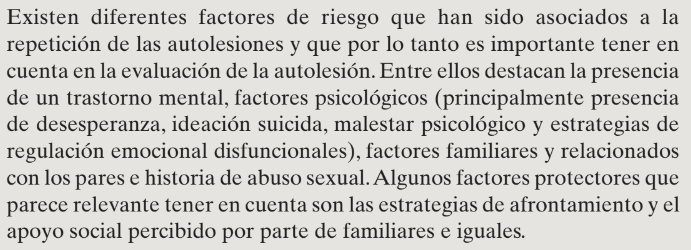 Existen diferentes factores de riesgo que han sido asociados a la
repetición de las autolesiones y que por lo tanto es importante tener en
cuenta en la evaluación de la autolesión. Entre ellos destacan la presencia
de un trastorno mental, factores psicológicos (principalmente presencia
de desesperanza, ideación suicida, malestar psicológico y estrategias de
regulación emocional disfuncionales), factores familiares y relacionados
con los pares e historia de abuso sexual. Algunos factores protectores que
parece relevante tener en cuenta son las estrategias de afrontamiento y el
apoyo social percibido por parte de familiares e iguales.